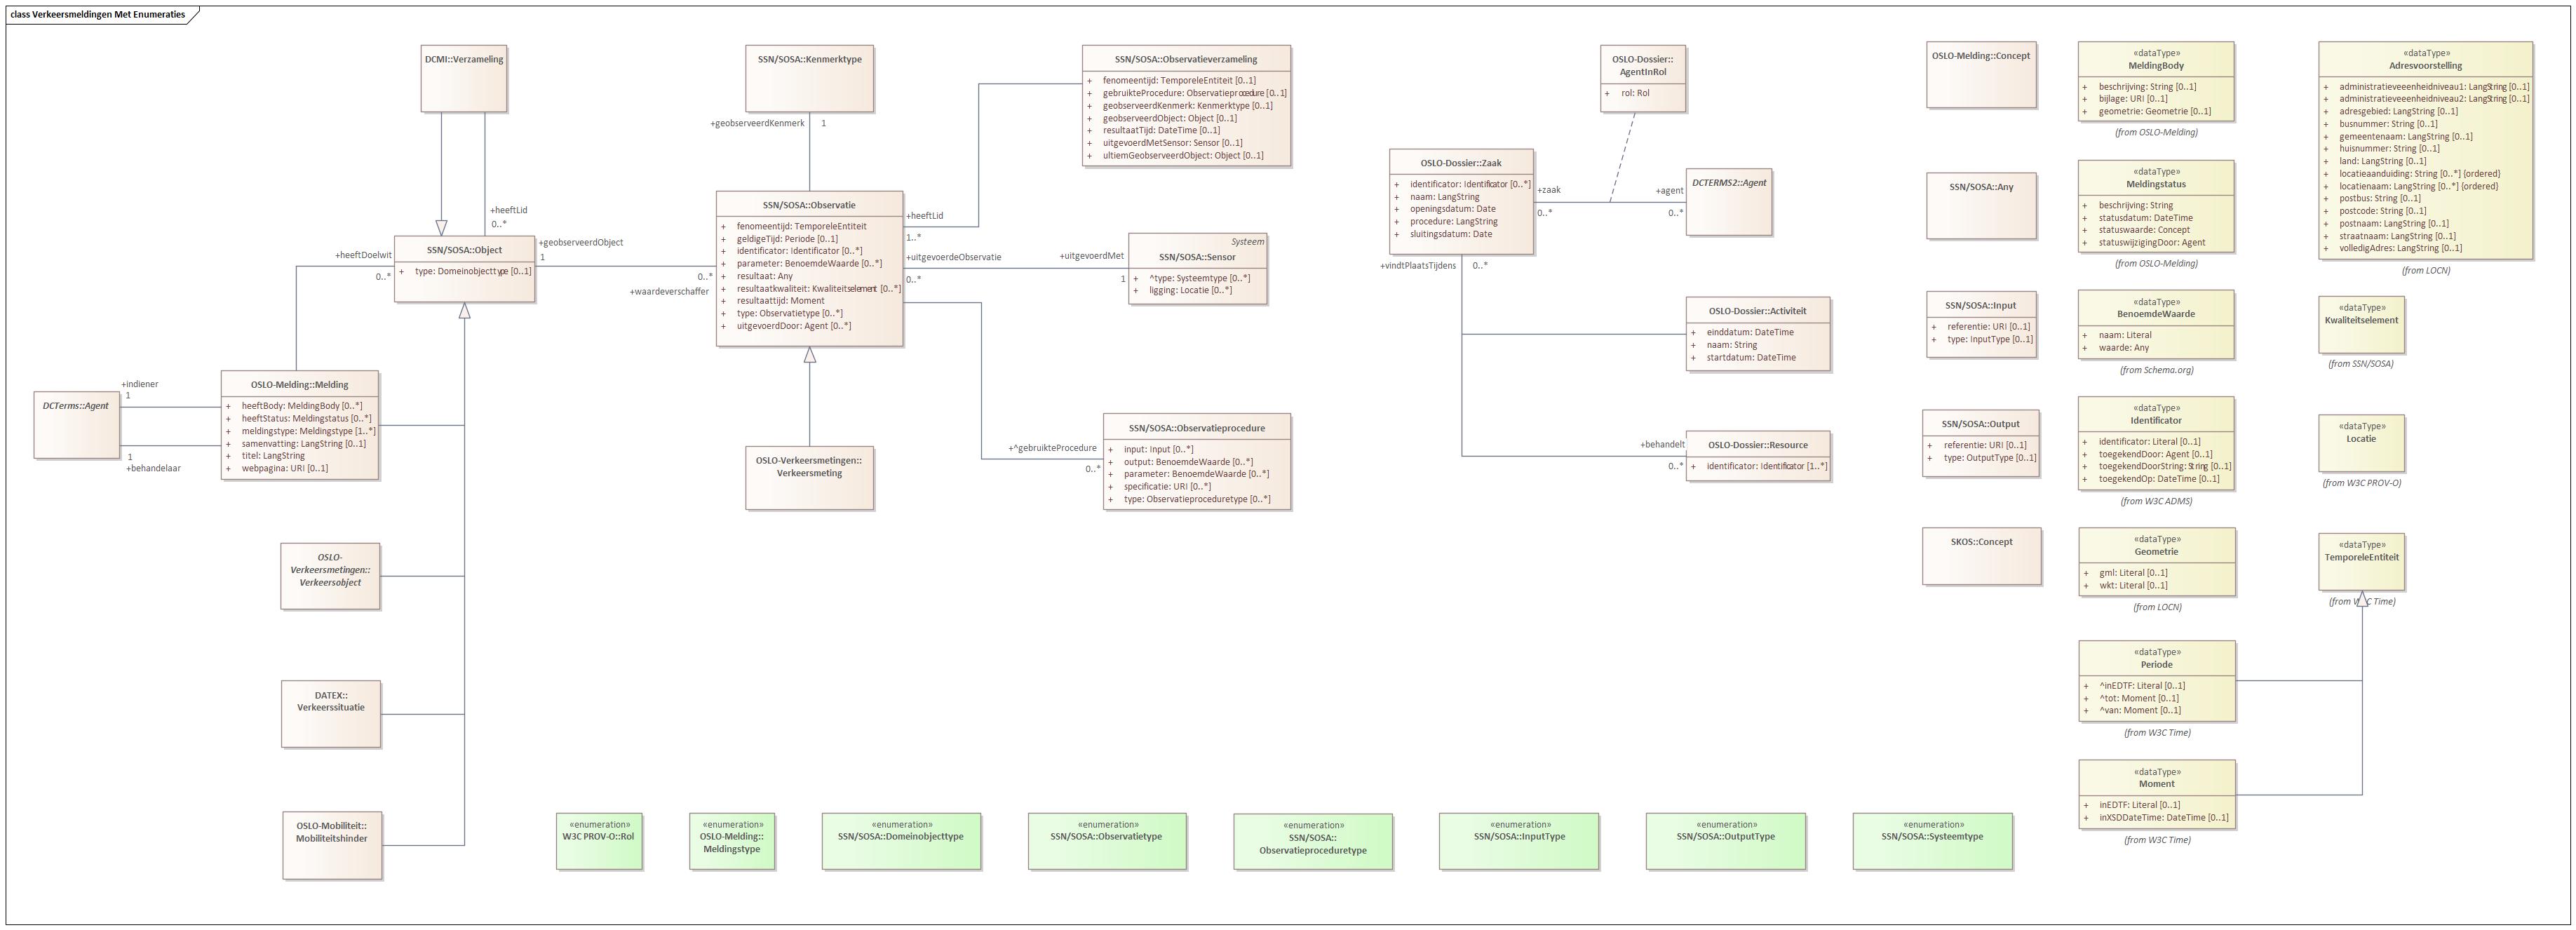 class Verkeersmeldingen Met Enumeraties
DCMI::Verzameling
+heeftLid
0..*
SSN/SOSA::Object
+ type: Domeinobjecttype [0..1]
+heeftDoelwit
0..*
+geobserveerdObject
1
0..*
+waardeverschaffer
DCTerms::Agent
+indiener
1
1
+behandelaar
OSLO-Melding::Melding
+ heeftBody: MeldingBody [0..*]
+ heeftStatus: Meldingstatus [0..*]
+ meldingstype: Meldingstype [1..*]
+ samenvatting: LangString [0..1]
+ titel: LangString
+ webpagina: URI [0..1]
OSLO-
Verkeersmetingen::
Verkeersobject
DATEX::
Verkeerssituatie
OSLO-Mobiliteit::
Mobiliteitshinder
SSN/SOSA::Kenmerktype
+geobserveerdKenmerk
1
SSN/SOSA::Observatie
+ fenomeentijd: TemporeleEntiteit
+ geldigeTijd: Periode [0..1]
+ identificator: Identificator [0..*]
+ parameter: BenoemdeWaarde [0..*]
+ resultaat: Any
+ resultaatkwaliteit: Kwaliteitselement [0..*]
+ resultaattijd: Moment
+ type: Observatietype [0..*]
+ uitgevoerdDoor: Agent [0..*]
OSLO-Verkeersmetingen::
Verkeersmeting
SSN/SOSA::Observatieverzameling
+ fenomeentijd: TemporeleEntiteit [0..1]
+ gebruikteProcedure: Observatieprocedure [0..1]
+ geobserveerdKenmerk: Kenmerktype [0..1]
+ geobserveerdObject: Object [0..1]
+ resultaatTijd: DateTime [0..1]
+ uitgevoerdMetSensor: Sensor [0..1]
+ ultiemGeobserveerdObject: Object [0..1]
+heeftLid
1..*
+uitgevoerdeObservatie
0..*
+uitgevoerdMet
1
Systeem
SSN/SOSA::Sensor
+ ^type: Systeemtype [0..*]
+ ligging: Locatie [0..*]
+^gebruikteProcedure
0..*
SSN/SOSA::Observatieprocedure
+ input: Input [0..*]
+ output: BenoemdeWaarde [0..*]
+ parameter: BenoemdeWaarde [0..*]
+ specificatie: URI [0..*]
+ type: Observatieproceduretype [0..*]
OSLO-Dossier::
AgentInRol
+ rol: Rol
OSLO-Dossier::Zaak
+ identificator: Identificator [0..*]
+ naam: LangString
+ openingsdatum: Date
+ procedure: LangString
+ sluitingsdatum: Date
+zaak
0..*
+agent
0..*
DCTERMS2::Agent
+vindtPlaatsTijdens
0..*
OSLO-Dossier::Activiteit
+ einddatum: DateTime
+ naam: String
+ startdatum: DateTime
+behandelt
0..*
OSLO-Dossier::Resource
+ identificator: Identificator [1..*]
OSLO-Melding::Concept
SSN/SOSA::Any
SSN/SOSA::Input
+ referentie: URI [0..1]
+ type: InputType [0..1]
SSN/SOSA::Output
+ referentie: URI [0..1]
+ type: OutputType [0..1]
SKOS::Concept
«dataType»
MeldingBody
+ beschrijving: String [0..1]
+ bijlage: URI [0..1]
+ geometrie: Geometrie [0..1]
(from OSLO-Melding)
«dataType»
Meldingstatus
+ beschrijving: String
+ statusdatum: DateTime
+ statuswaarde: Concept
+ statuswijzigingDoor: Agent
(from OSLO-Melding)
«dataType»
BenoemdeWaarde
+ naam: Literal
+ waarde: Any
(from Schema.org)
«dataType»
Identificator
+ identificator: Literal [0..1]
+ toegekendDoor: Agent [0..1]
+ toegekendDoorString: String [0..1]
+ toegekendOp: DateTime [0..1]
(from W3C ADMS)
«dataType»
Geometrie
+ gml: Literal [0..1]
+ wkt: Literal [0..1]
(from LOCN)
«dataType»
Periode
+ ^inEDTF: Literal [0..1]
+ ^tot: Moment [0..1]
+ ^van: Moment [0..1]
(from W3C Time)
«dataType»
Moment
+ inEDTF: Literal [0..1]
+ inXSDDateTime: DateTime [0..1]
(from W3C Time)
«dataType»
Adresvoorstelling
+ administratieveeenheidniveau1: LangString [0..1]
+ administratieveeenheidniveau2: LangString [0..1]
+ adresgebied: LangString [0..1]
+ busnummer: String [0..1]
+ gemeentenaam: LangString [0..1]
+ huisnummer: String [0..1]
+ land: LangString [0..1]
+ locatieaanduiding: String [0..*] {ordered}
+ locatienaam: LangString [0..*] {ordered}
+ postbus: String [0..1]
+ postcode: String [0..1]
+ postnaam: LangString [0..1]
+ straatnaam: LangString [0..1]
+ volledigAdres: LangString [0..1]
(from LOCN)
«dataType»
Kwaliteitselement
(from SSN/SOSA)
«dataType»
Locatie
(from W3C PROV-O)
«dataType»
TemporeleEntiteit
(from W3C Time)
«enumeration»
W3C PROV-O::Rol
«enumeration»
OSLO-Melding::
Meldingstype
«enumeration»
SSN/SOSA::Domeinobjecttype
«enumeration»
SSN/SOSA::Observatietype
«enumeration»
SSN/SOSA::
Observatieproceduretype
«enumeration»
SSN/SOSA::InputType
«enumeration»
SSN/SOSA::OutputType
«enumeration»
SSN/SOSA::Systeemtype